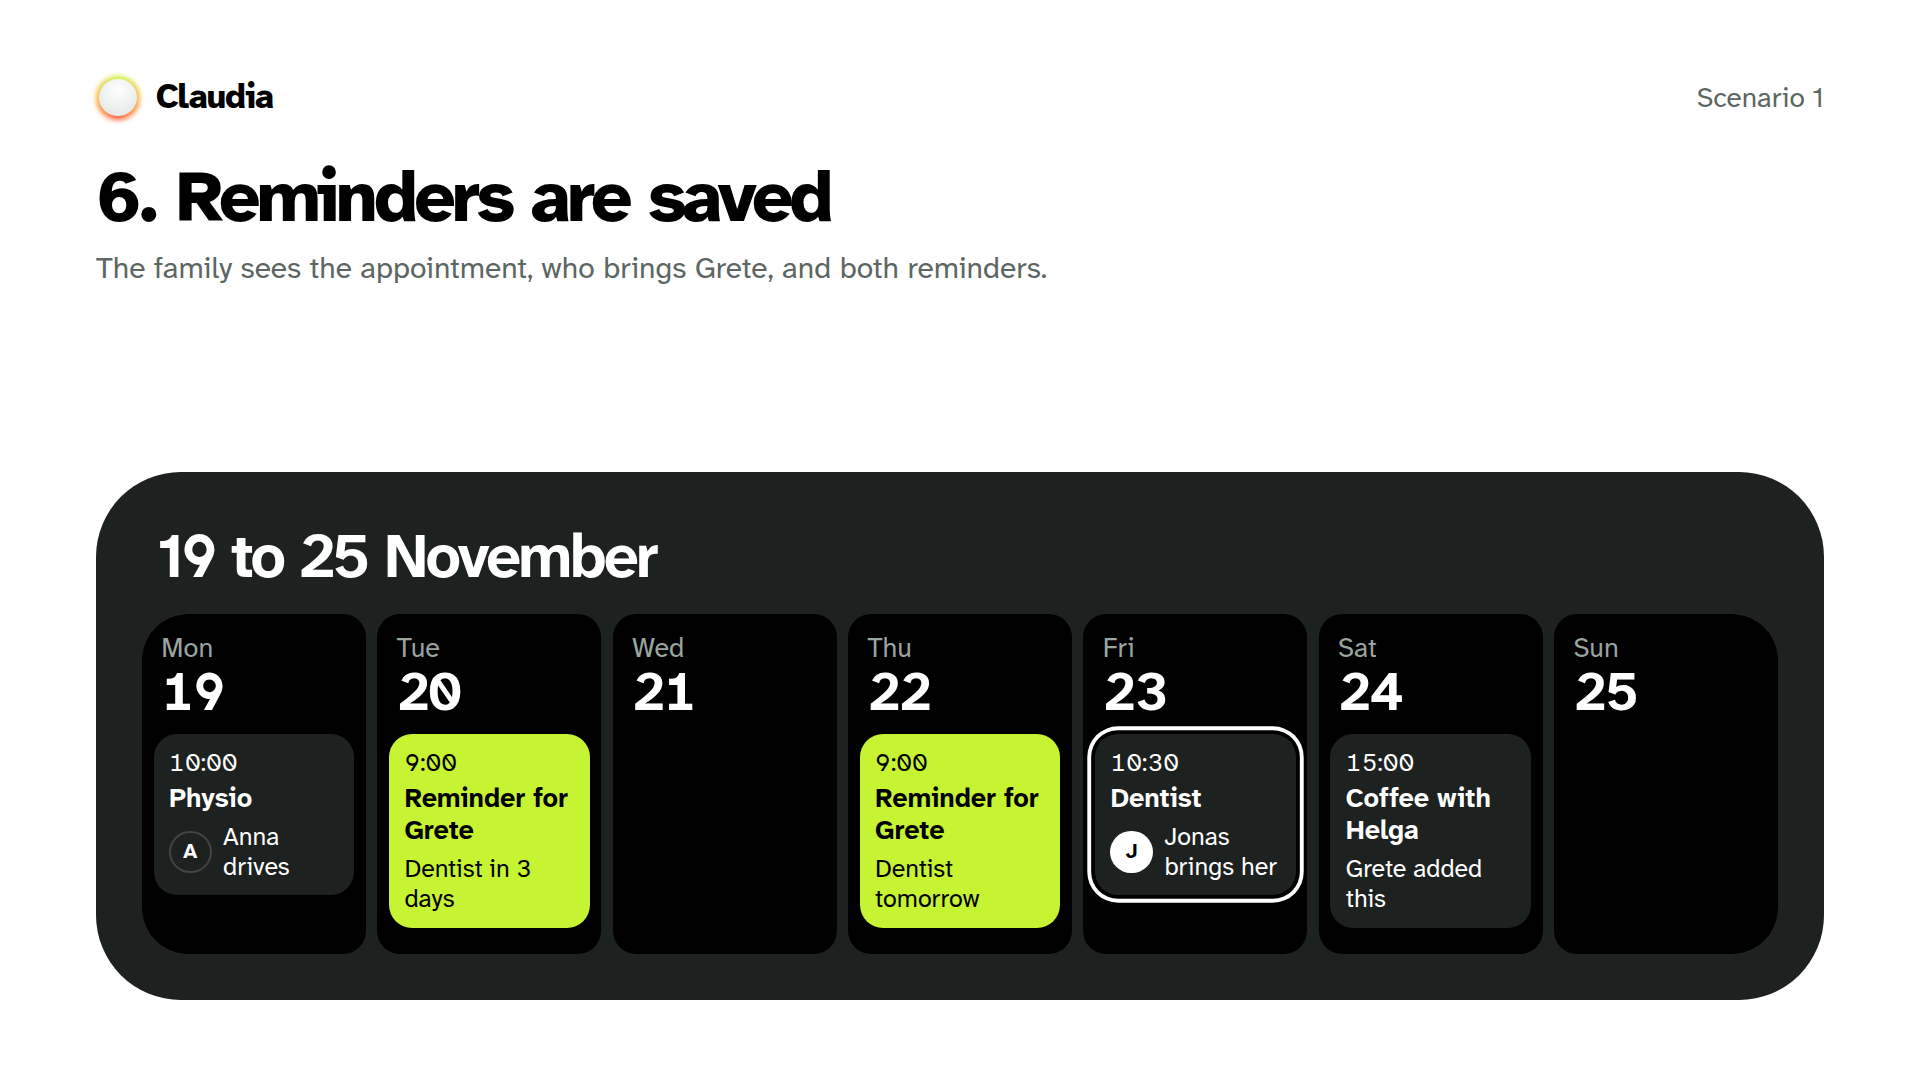 Claudia
Scenario 1
6. Reminders are saved
The family sees the appointment, who brings Grete, and both reminders.
19 to 25 November
Mon
19
10:00
Physio
A
Anna
drives
Tue
20
9:00
Reminder for
Grete
Dentist in 3
days
Wed
21
Thu
22
9:00
Reminder for
Grete
Dentist
tomorrow
Fri
23
10:30
Dentist
J
Jonas
brings her
Sat
24
15:00
Coffee with
Helga
Grete added
this
Sun
25